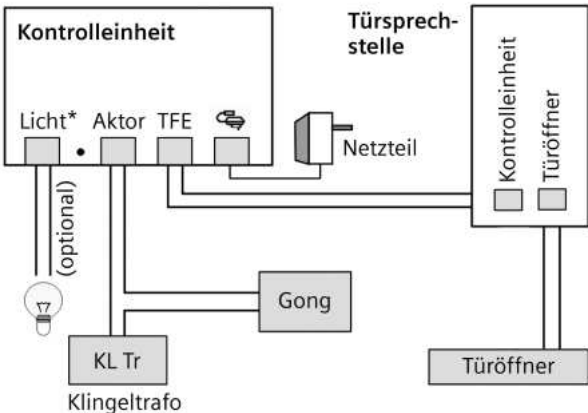 Kontrolleinheit
Licht*
Aktor
TFE
(optional)
Netzteil
Türsprech-
stelle
Kontrolleinheit
Türöffner
Gong
KL Tr
Klingeltrafo
Türöffner